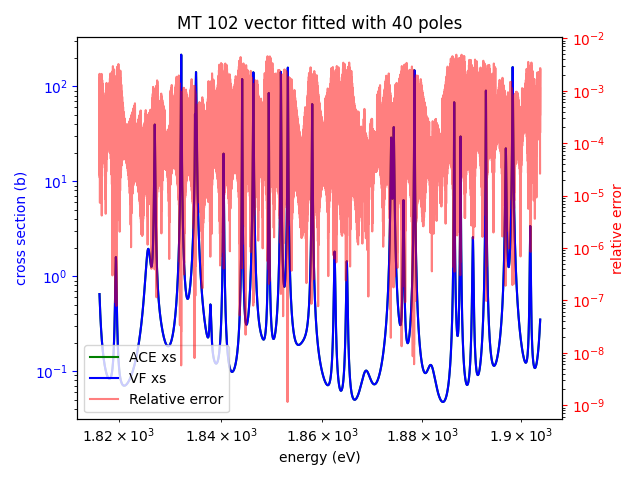 MT 102 vector fitted with 40 poles
cross section (b)
10²
10¹
10⁰
10⁻¹
10⁻²
10⁻³
10⁻⁴
10⁻⁵
10⁻⁶
10⁻⁷
10⁻⁸
10⁻⁹
relative error
ACE xs
VF xs
Relative error
1.82 × 10³ 1.84 × 10³ 1.86 × 10³ 1.88 × 10³ 1.9 × 10³
energy (eV)